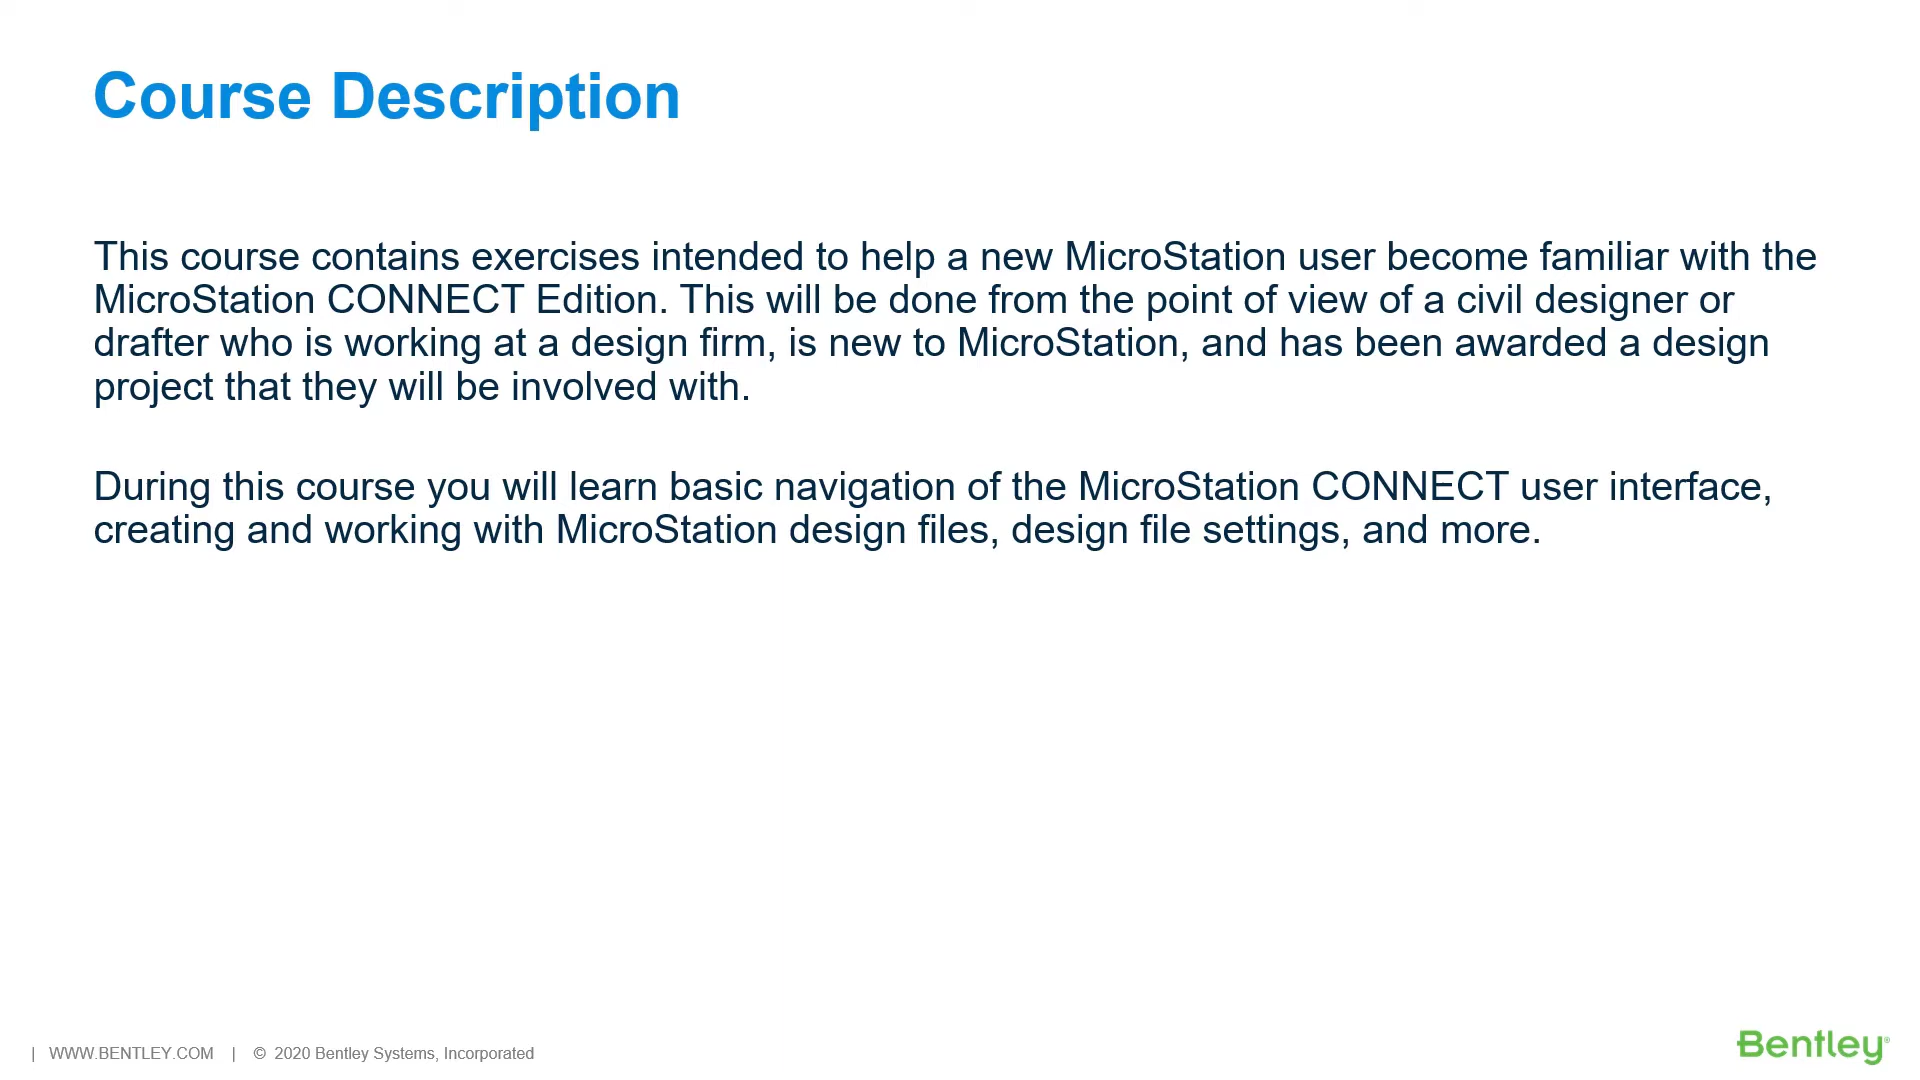 Course Description
This course contains exercises intended to help a new MicroStation user become familiar with the
MicroStation CONNECT Edition. This will be done from the point of view of a civil designer or
drafter who is working at a design firm, is new to MicroStation, and has been awarded a design
project that they will be involved with.
During this course you will learn basic navigation of the MicroStation CONNECT user interface,
creating and working with MicroStation design files, design file settings, and more.
| WWW.BENTLEY.COM | © 2020 Bentley Systems, Incorporated
Bentley®